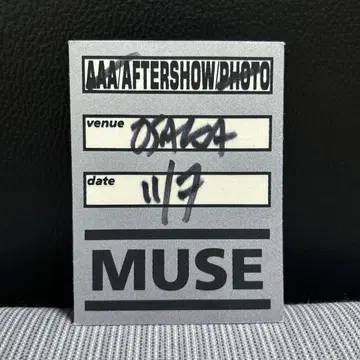 AAA/AFTERSHOW/PHOTO
venue OSAKA
date 11/7
MUSE